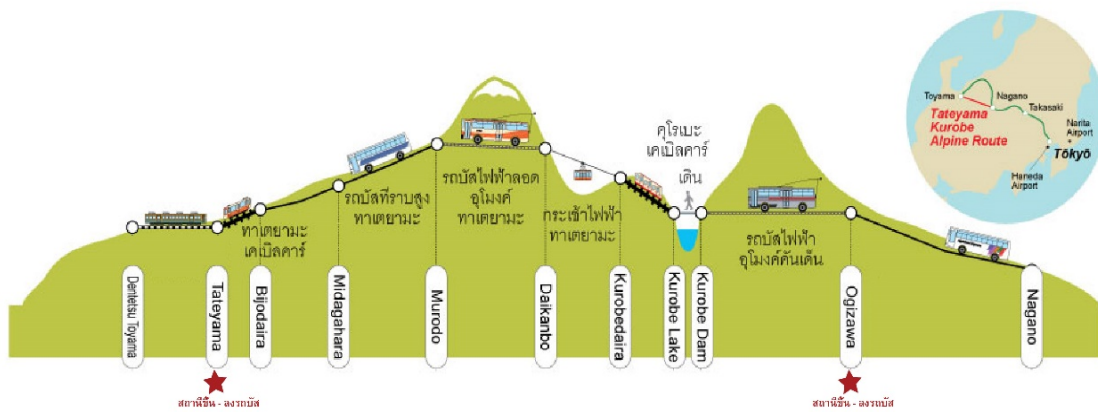 Toyama
Nagano
Takasaki
Tateyama
Kurobe
Alpine Route
Narita
Airport
Tōkyō
Haneda
Airport
คุโรเบะ
เคเบิลคาร์
เดิน
รถบัสไฟฟ้าลอด
อุโมงค์
ทาเตยามะ
รถบัสที่ราบสูง
ทาเตยามะ
กระเช้าไฟฟ้า
ทาเตยามะ
ทาเตยามะ
เคเบิลคาร์
รถบัสไฟฟ้า
อุโมงค์คันเด็น
Dentetsu Toyama
Tateyama
Bijodaira
Midagahara
Murodo
Daikanbo
Kurobedaira
Kurobe Lake
Kurobe Dam
Ogizawa
Nagano
สถานีขึ้น - ลงรถบัส
สถานีขึ้น - ลงรถบัส